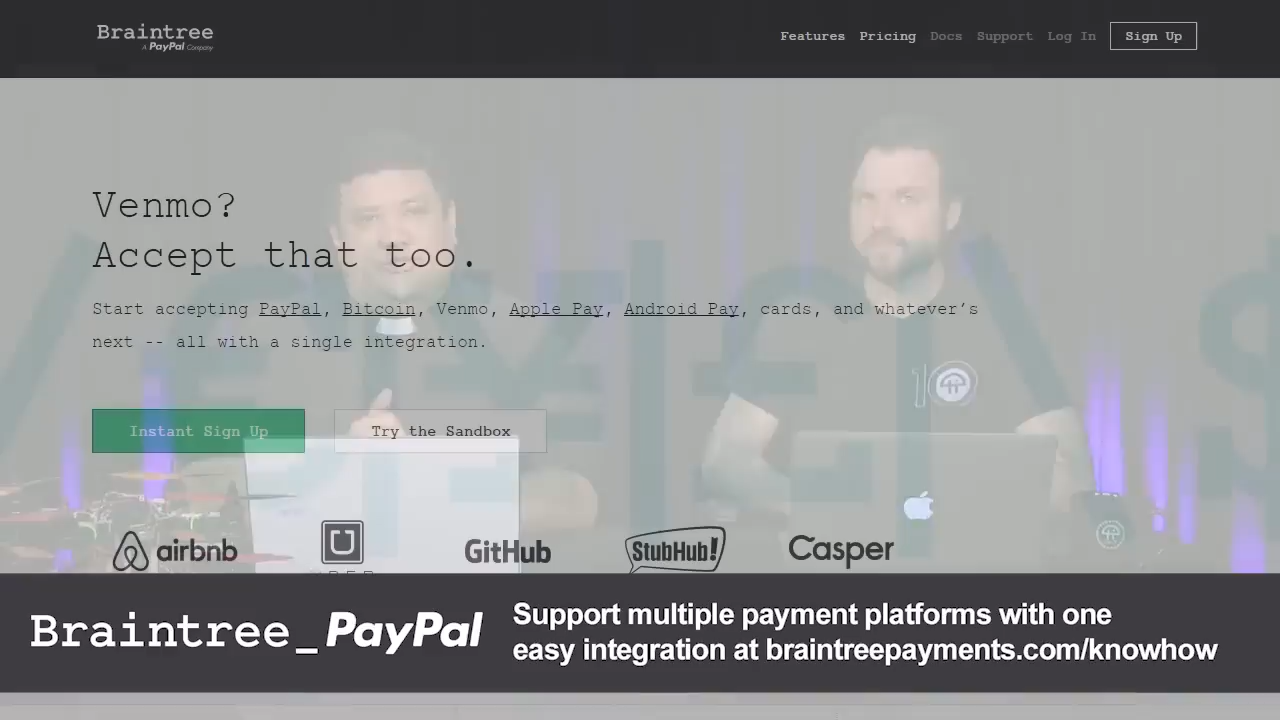 Braintree
A PayPal Company
Features Pricing Docs Support Log In Sign Up
Venmo?
Accept that too.
Start accepting PayPal, Bitcoin, Venmo, Apple Pay, Android Pay, cards, and whatever’s
next -- all with a single integration.
Instant Sign Up Try the Sandbox
10
airbnb GitHub StubHub! Casper
Braintree_PayPal
Support multiple payment platforms with one
easy integration at braintreepayments.com/knowhow